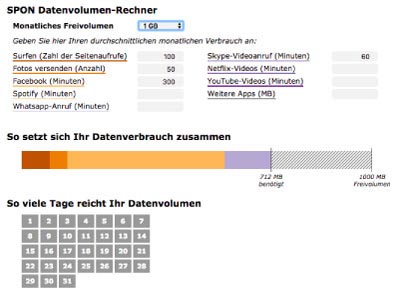 SPON Datenvolumen-Rechner
Monatliches Freivolumen 1 GB
Geben Sie hier Ihren durchschnittlichen monatlichen Verbrauch an:
Surfen (Zahl der Seitenaufrufe) 100 Skype-Videoanruf (Minuten) 60
Fotos versenden (Anzahl) 50 Netflix-Videos (Minuten)
Facebook (Minuten) 300 YouTube-Videos (Minuten)
Spotify (Minuten) Weitere Apps (MB)
Whatsapp-Anruf (Minuten)
So setzt sich Ihr Datenverbrauch zusammen
712 MB 1000 MB
benötigt Freivolumen
So viele Tage reicht Ihr Datenvolumen
1 2 3 4 5 6 7
8 9 10 11 12 13 14
15 16 17 18 19 20 21
22 23 24 25 26 27 28
29 30 31